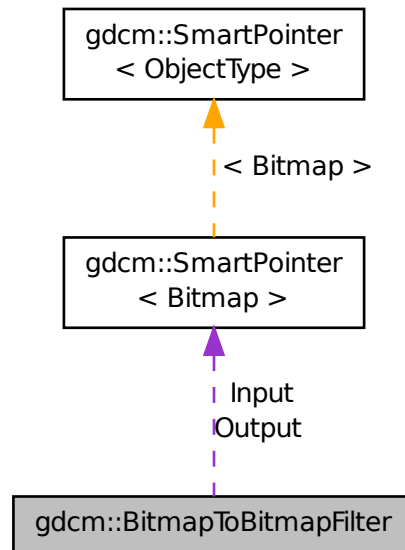 gdcm::SmartPointer
< ObjectType >
< Bitmap >
gdcm::SmartPointer
< Bitmap >
Input
Output
gdcm::BitmapToBitmapFilter